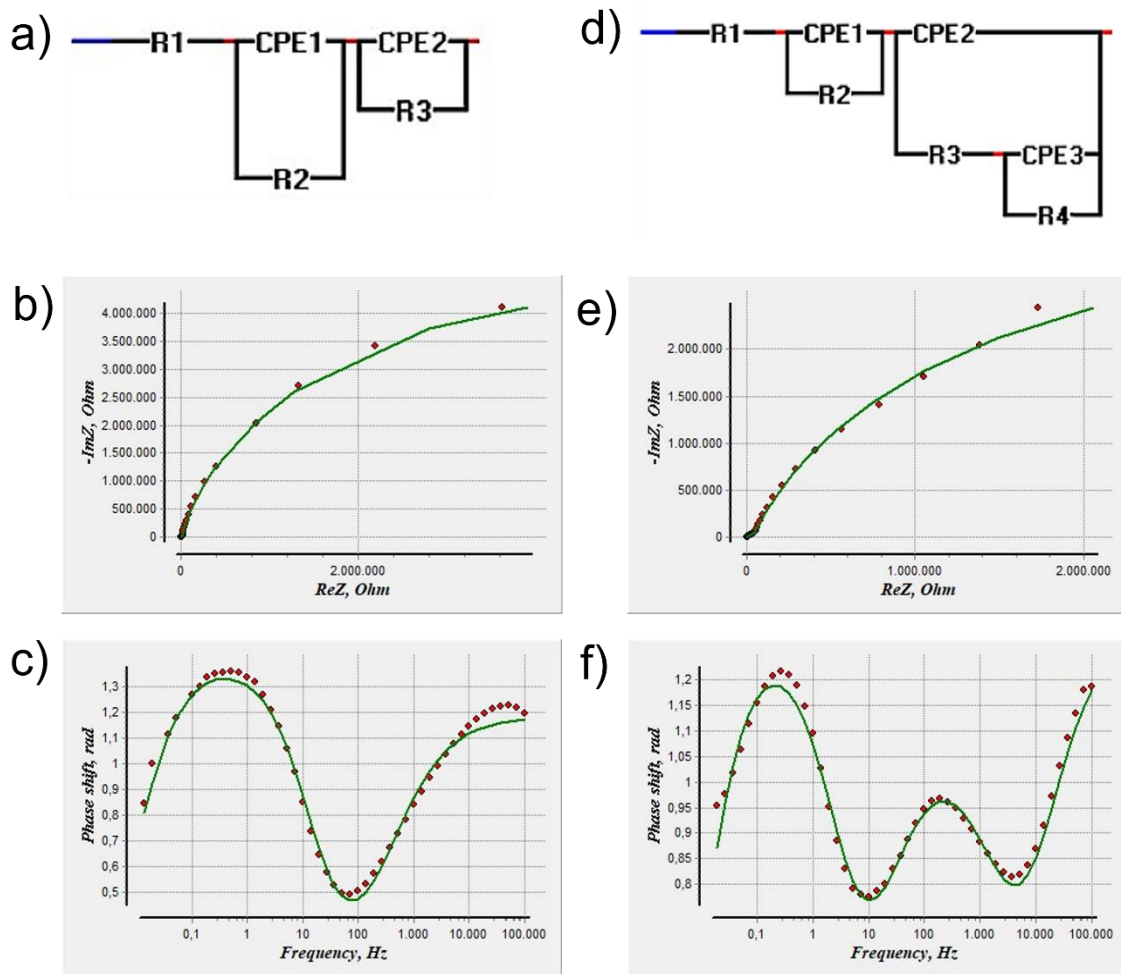 a)
R1 CPE1 CPE2
R3
R2
d)
R1 CPE1 CPE2
R2
R3 CPE3
R4
b)
4.000.000
3.500.000
3.000.000
2.500.000
2.000.000
1.500.000
1.000.000
500.000
0
-ImZ, Ohm
0 2.000.000
ReZ, Ohm
e)
2.000.000
1.500.000
1.000.000
500.000
0
-ImZ, Ohm
0 1.000.000 2.000.000
ReZ, Ohm
c)
1,3
1,2
1,1
1
0,9
0,8
0,7
0,6
0,5
Phase shift, rad
0,1 1 10 100 1.000 10.000 100.000
Frequency, Hz
f)
1,2
1,15
1,1
1,05
1
0,95
0,9
0,85
0,8
Phase shift, rad
0,1 1 10 100 1.000 10.000 100.000
Frequency, Hz